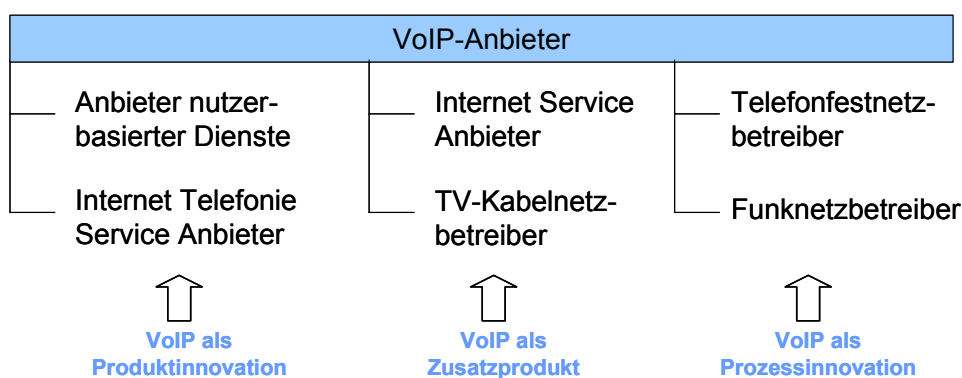 VoIP-Anbieter
Anbieter nutzer-
basierter Dienste
Internet Telefonie
Service Anbieter
VoIP als
Produktinnovation
Internet Service
Anbieter
TV-Kabelnetz-
betreiber
VoIP als
Zusatzprodukt
Telefonfestnetz-
betreiber
Funknetzbetreiber
VoIP als
Prozessinnovation